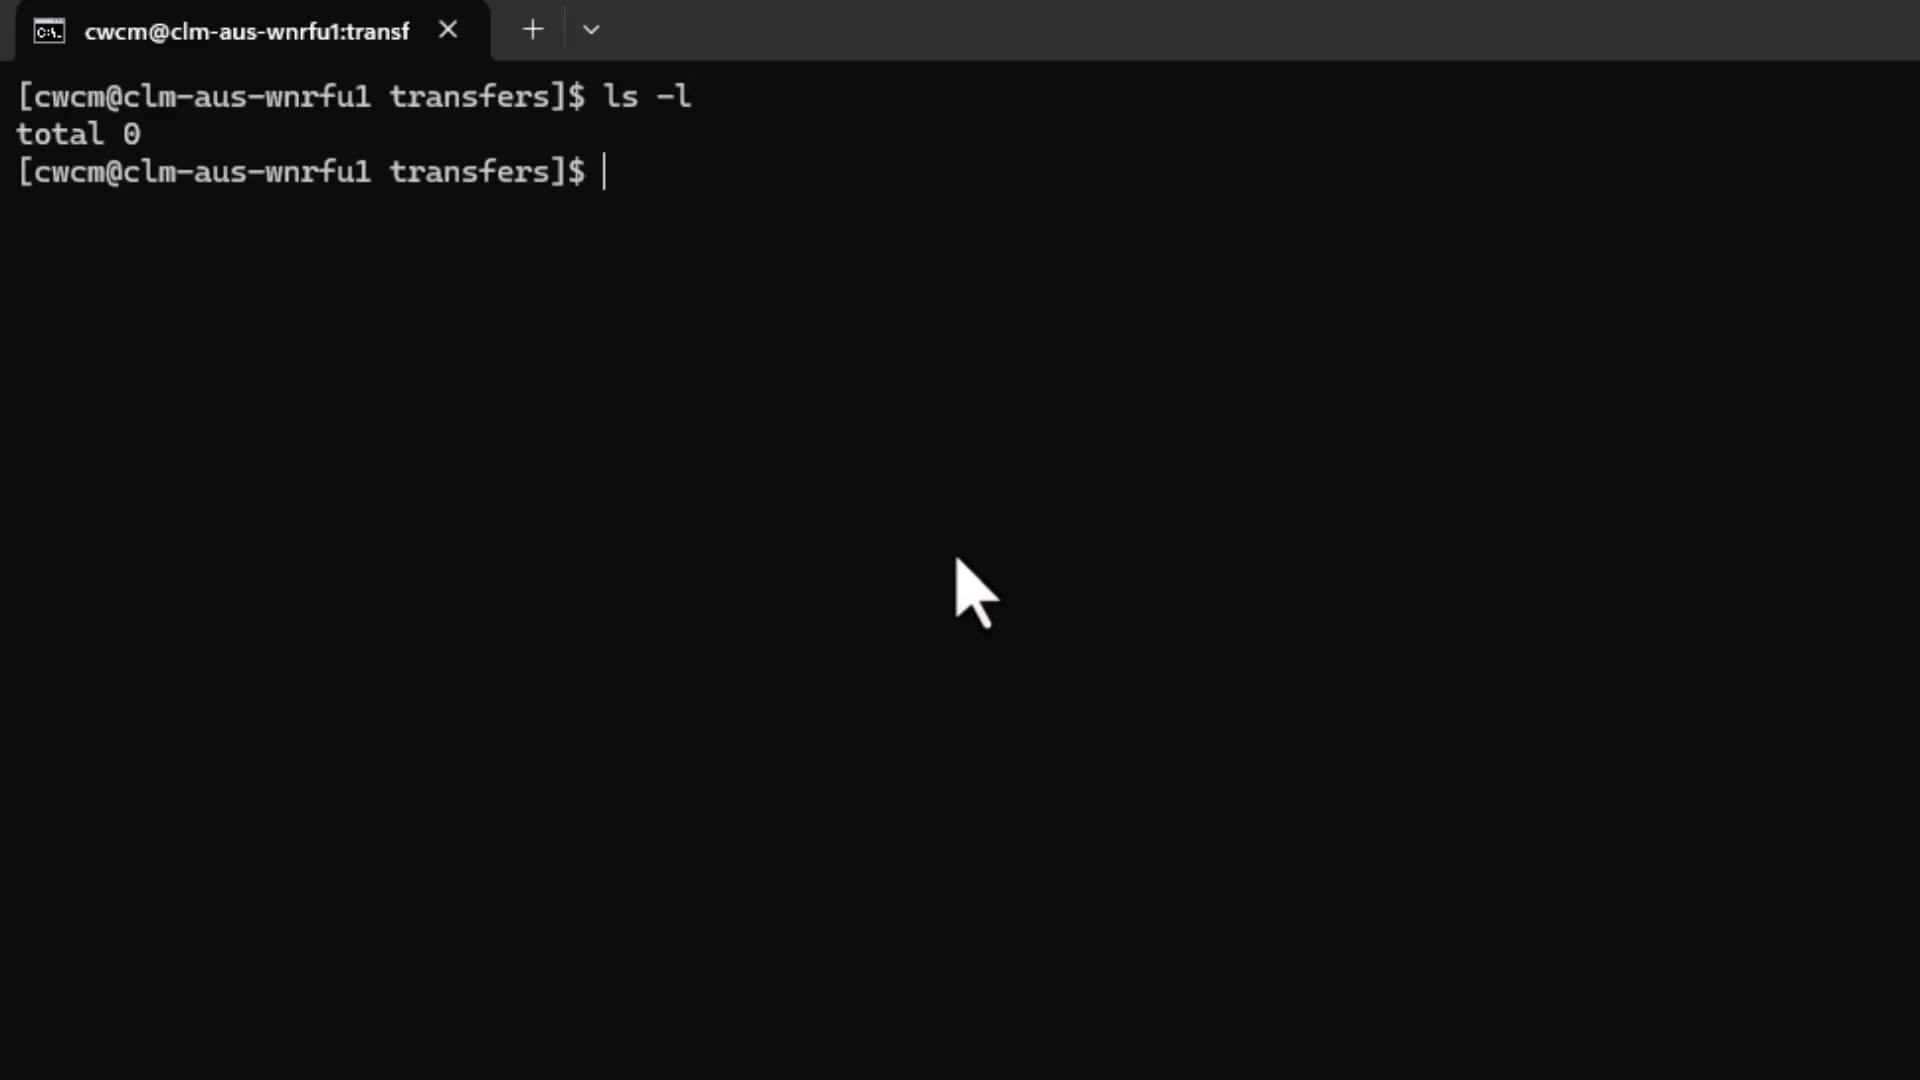 cwcm@clm-aus-wnrfu1:transf
[cwcm@clm-aus-wnrfu1 transfers]$ ls -l
total 0
[cwcm@clm-aus-wnrfu1 transfers]$